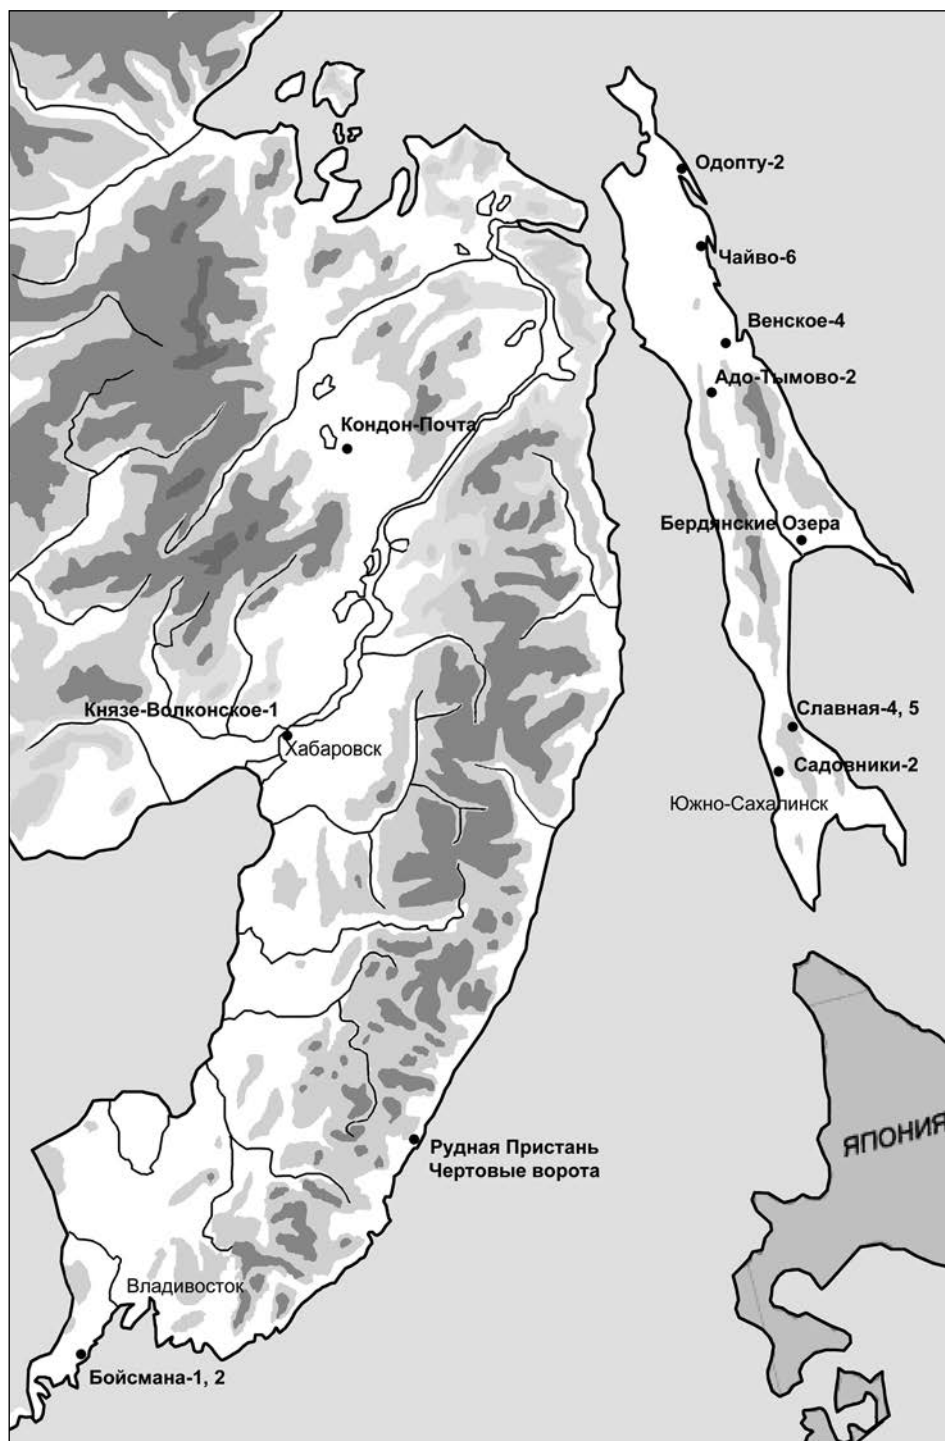 Одопту-2
Чайво-6
Венское-4
Адо-Тымово-2
Кондон-Почта
Бердянские Озера
Князе-Волконское-1
Хабаровск
Славная-4, 5
Садовники-2
Южно-Сахалинск
ЯПОНИЯ
Рудная Пристань
Чертовые ворота
Владивосток
Бойсмана-1, 2